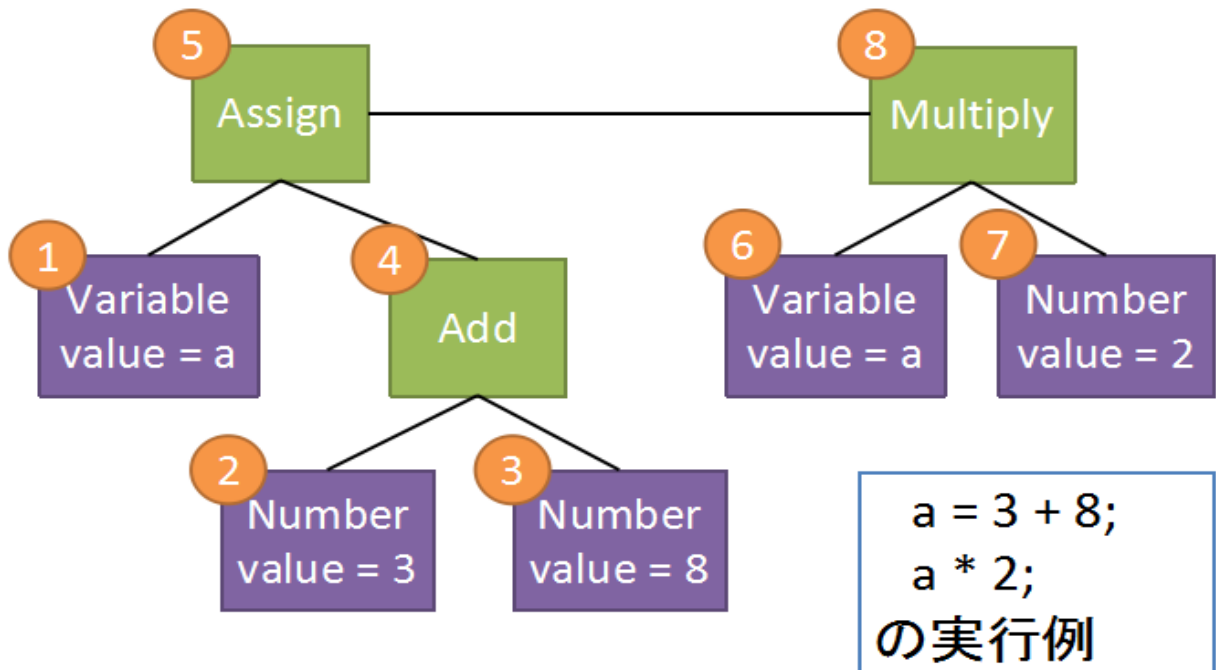 5
Assign
8
Multiply
1
Variable
value = a
4
Add
6
Variable
value = a
7
Number
value = 2
2
Number
value = 3
3
Number
value = 8
a = 3 + 8;
a * 2;
の実行例